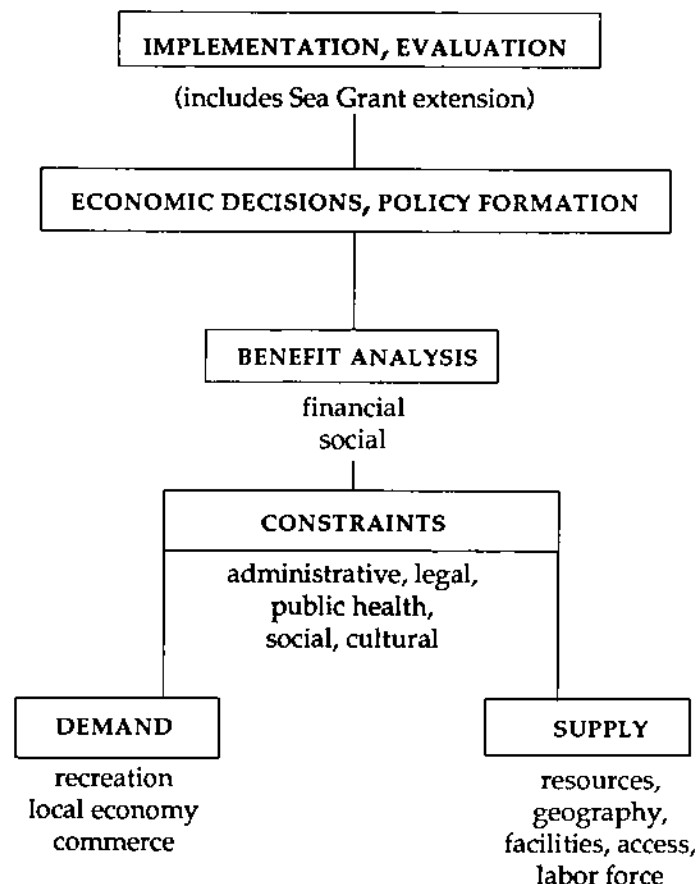 IMPLEMENTATION, EVALUATION
(includes Sea Grant extension)
ECONOMIC DECISIONS, POLICY FORMATION
BENEFIT ANALYSIS
financial
social
CONSTRAINTS
administrative, legal,
public health,
social, cultural
DEMAND
recreation
local economy
commerce
SUPPLY
resources,
geography,
facilities, access,
labor force